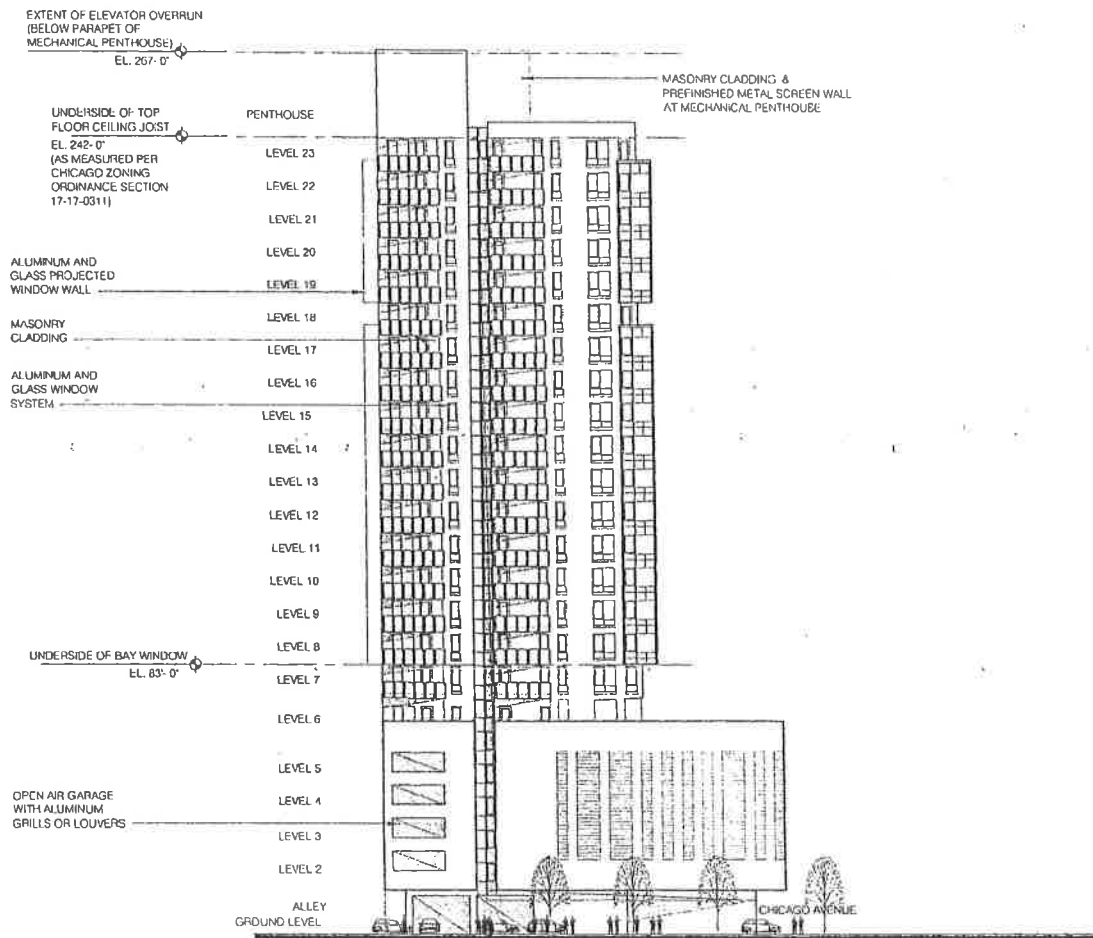 EXTENT OF ELEVATOR OVERRUN
(BELOW PARAPET OF
MECHANICAL PENTHOUSE)
EL. 267- 0"
MASONRY CLADDING &
PREFINISHED METAL SCREEN WALL
AT MECHANICAL PENTHOUSE
UNDERSIDE OF TOP
FLOOR CEILING JOIST
EL. 242- 0"
(AS MEASURED PER
CHICAGO ZONING
ORDINANCE SECTION
17-17-0311)
PENTHOUSE
LEVEL 23
LEVEL 22
LEVEL 21
LEVEL 20
ALUMINUM AND
GLASS PROJECTED
WINDOW WALL
LEVEL 19
LEVEL 18
MASONRY
CLADDING
LEVEL 17
LEVEL 16
ALUMINUM AND
GLASS WINDOW
SYSTEM
LEVEL 15
LEVEL 14
LEVEL 13
LEVEL 12
LEVEL 11
LEVEL 10
LEVEL 9
LEVEL 8
UNDERSIDE OF BAY WINDOW
EL. 83'- 0"
LEVEL 7
LEVEL 6
LEVEL 5
LEVEL 4
OPEN AIR GARAGE
WITH ALUMINUM
GRILLS OR LOUVERS
LEVEL 3
LEVEL 2
ALLEY
GROUND LEVEL
CHICAGO AVENUE